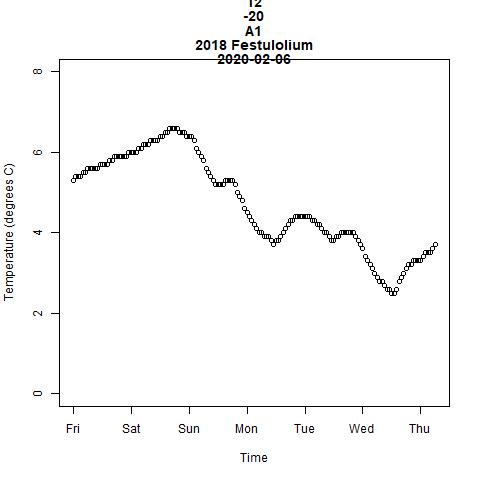 T2
-20
A1
2018 Festulolium
2020-02-06
Temperature (degrees C)
8
6
4
2
0
Fri Sat Sun Mon Tue Wed Thu
Time